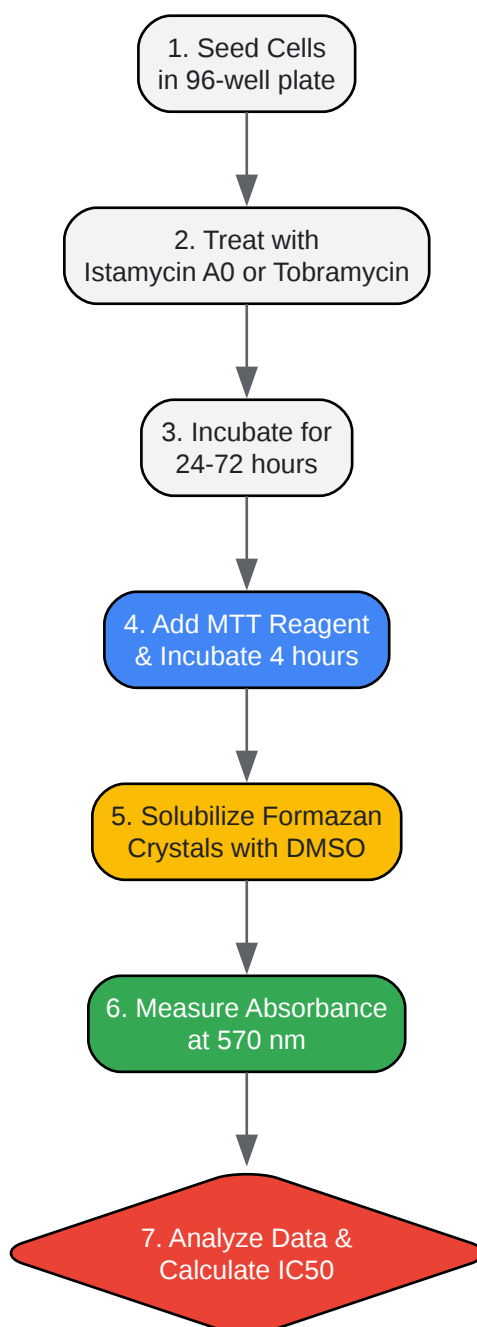 1. Seed Cells
in 96-well plate
2. Treat with
Istamycin A0 or Tobramycin
3. Incubate for
24-72 hours
4. Add MTT Reagent
& Incubate 4 hours
5. Solubilize Formazan
Crystals with DMSO
6. Measure Absorbance
at 570 nm
7. Analyze Data &
Calculate IC50